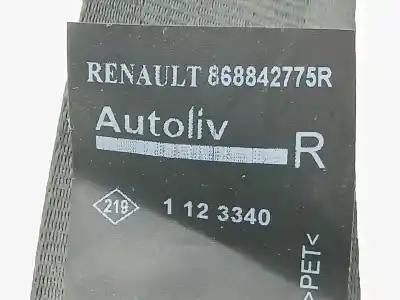 RENAULT 868842775R
Autoliv
R
219 1 12 3340
>PET<